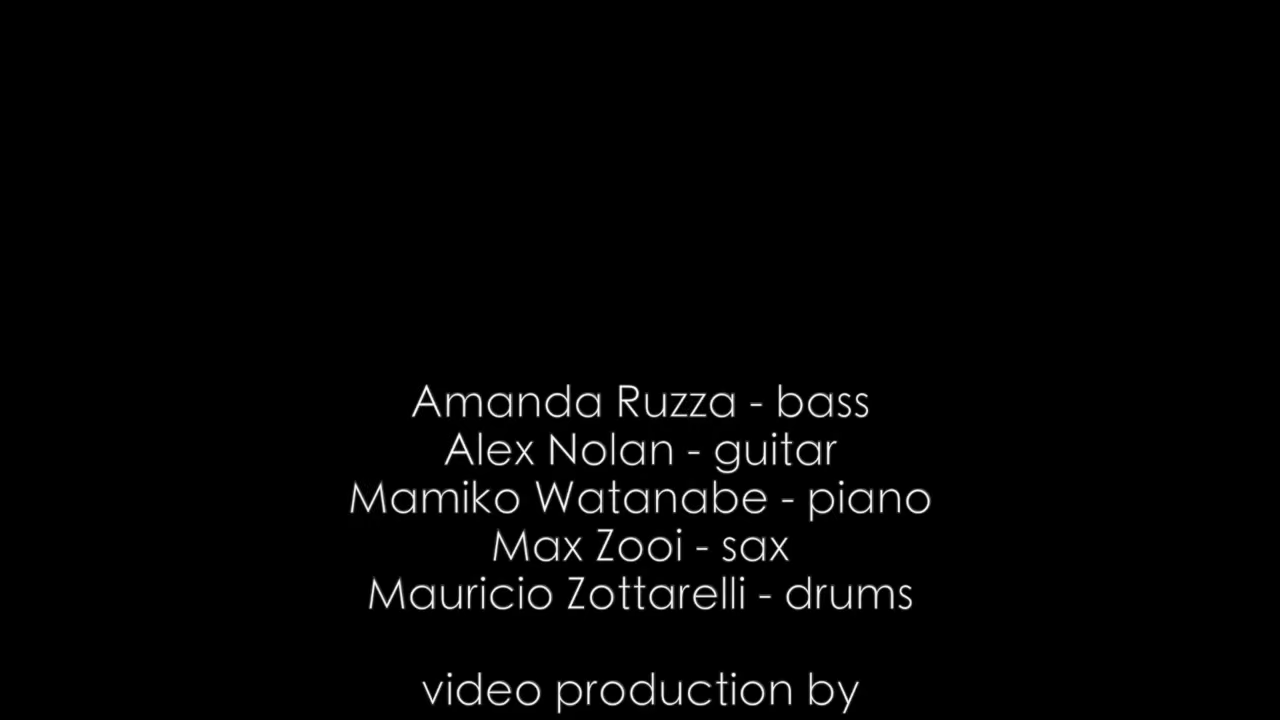 Amanda Ruzza - bass
Alex Nolan - guitar
Mamiko Watanabe - piano
Max Zooi - sax
Mauricio Zottarelli - drums
video production by